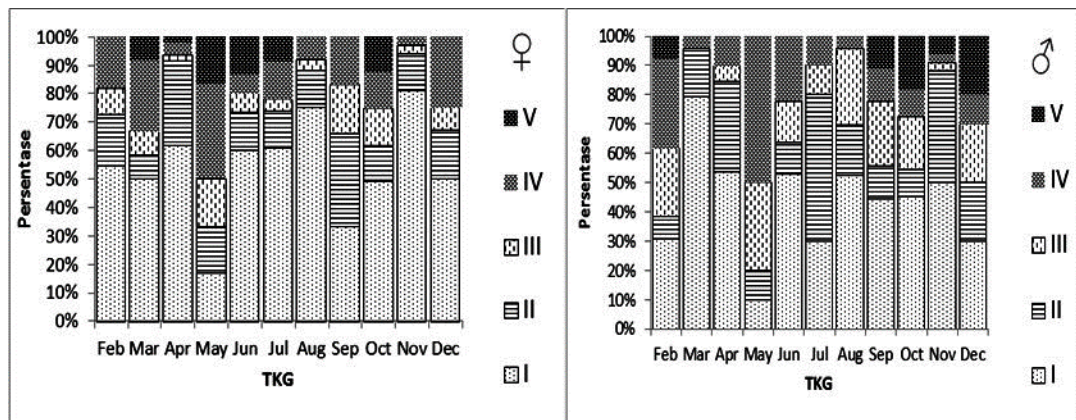 100%
90%
80%
70%
60%
50%
40%
30%
20%
10%
0%
Persentase
Feb Mar Apr May Jun Jul Aug Sep Oct Nov Dec
TKG
♀
V
IV
III
II
I
100%
90%
80%
70%
60%
50%
40%
30%
20%
10%
0%
Persentase
Feb Mar Apr May Jun Jul Aug Sep Oct Nov Dec
TKG
♂
V
IV
III
II
I